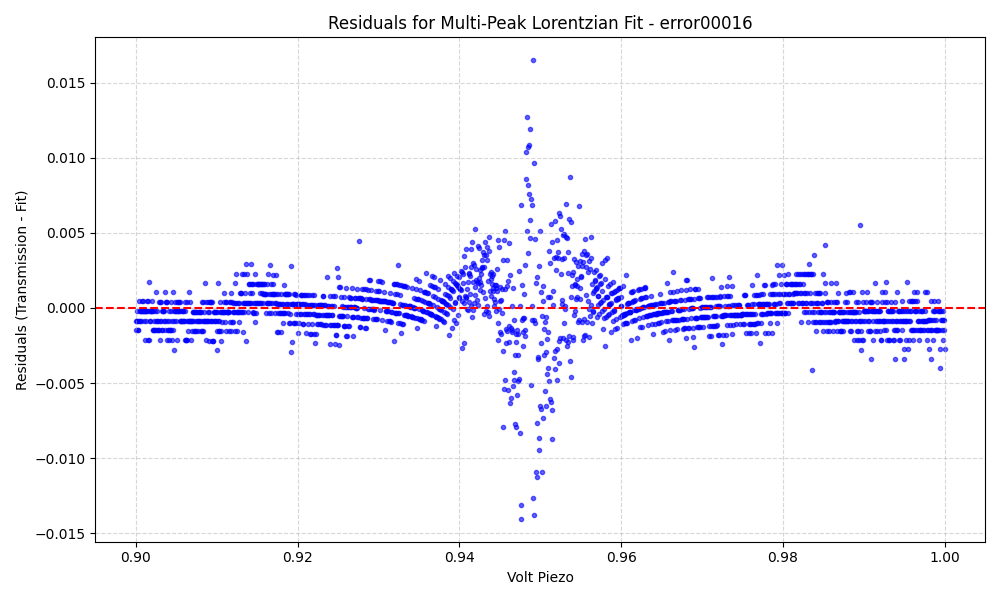 Residuals for Multi-Peak Lorentzian Fit - error00016
Residuals (Transmission - Fit)
0.015
0.010
0.005
0.000
−0.005
−0.010
−0.015
0.90 0.92 0.94 0.96 0.98 1.00
Volt Piezo